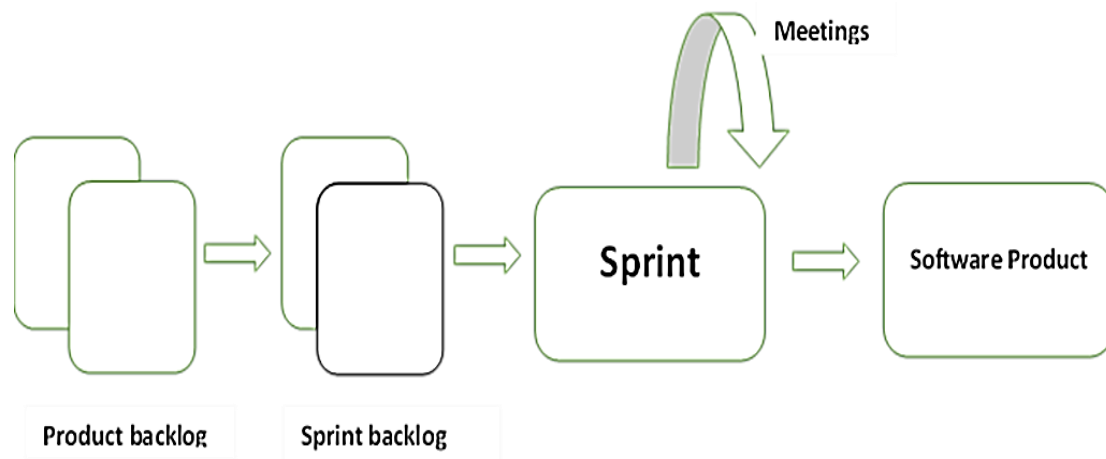 Meetings
Sprint
Software Product
Product backlog
Sprint backlog